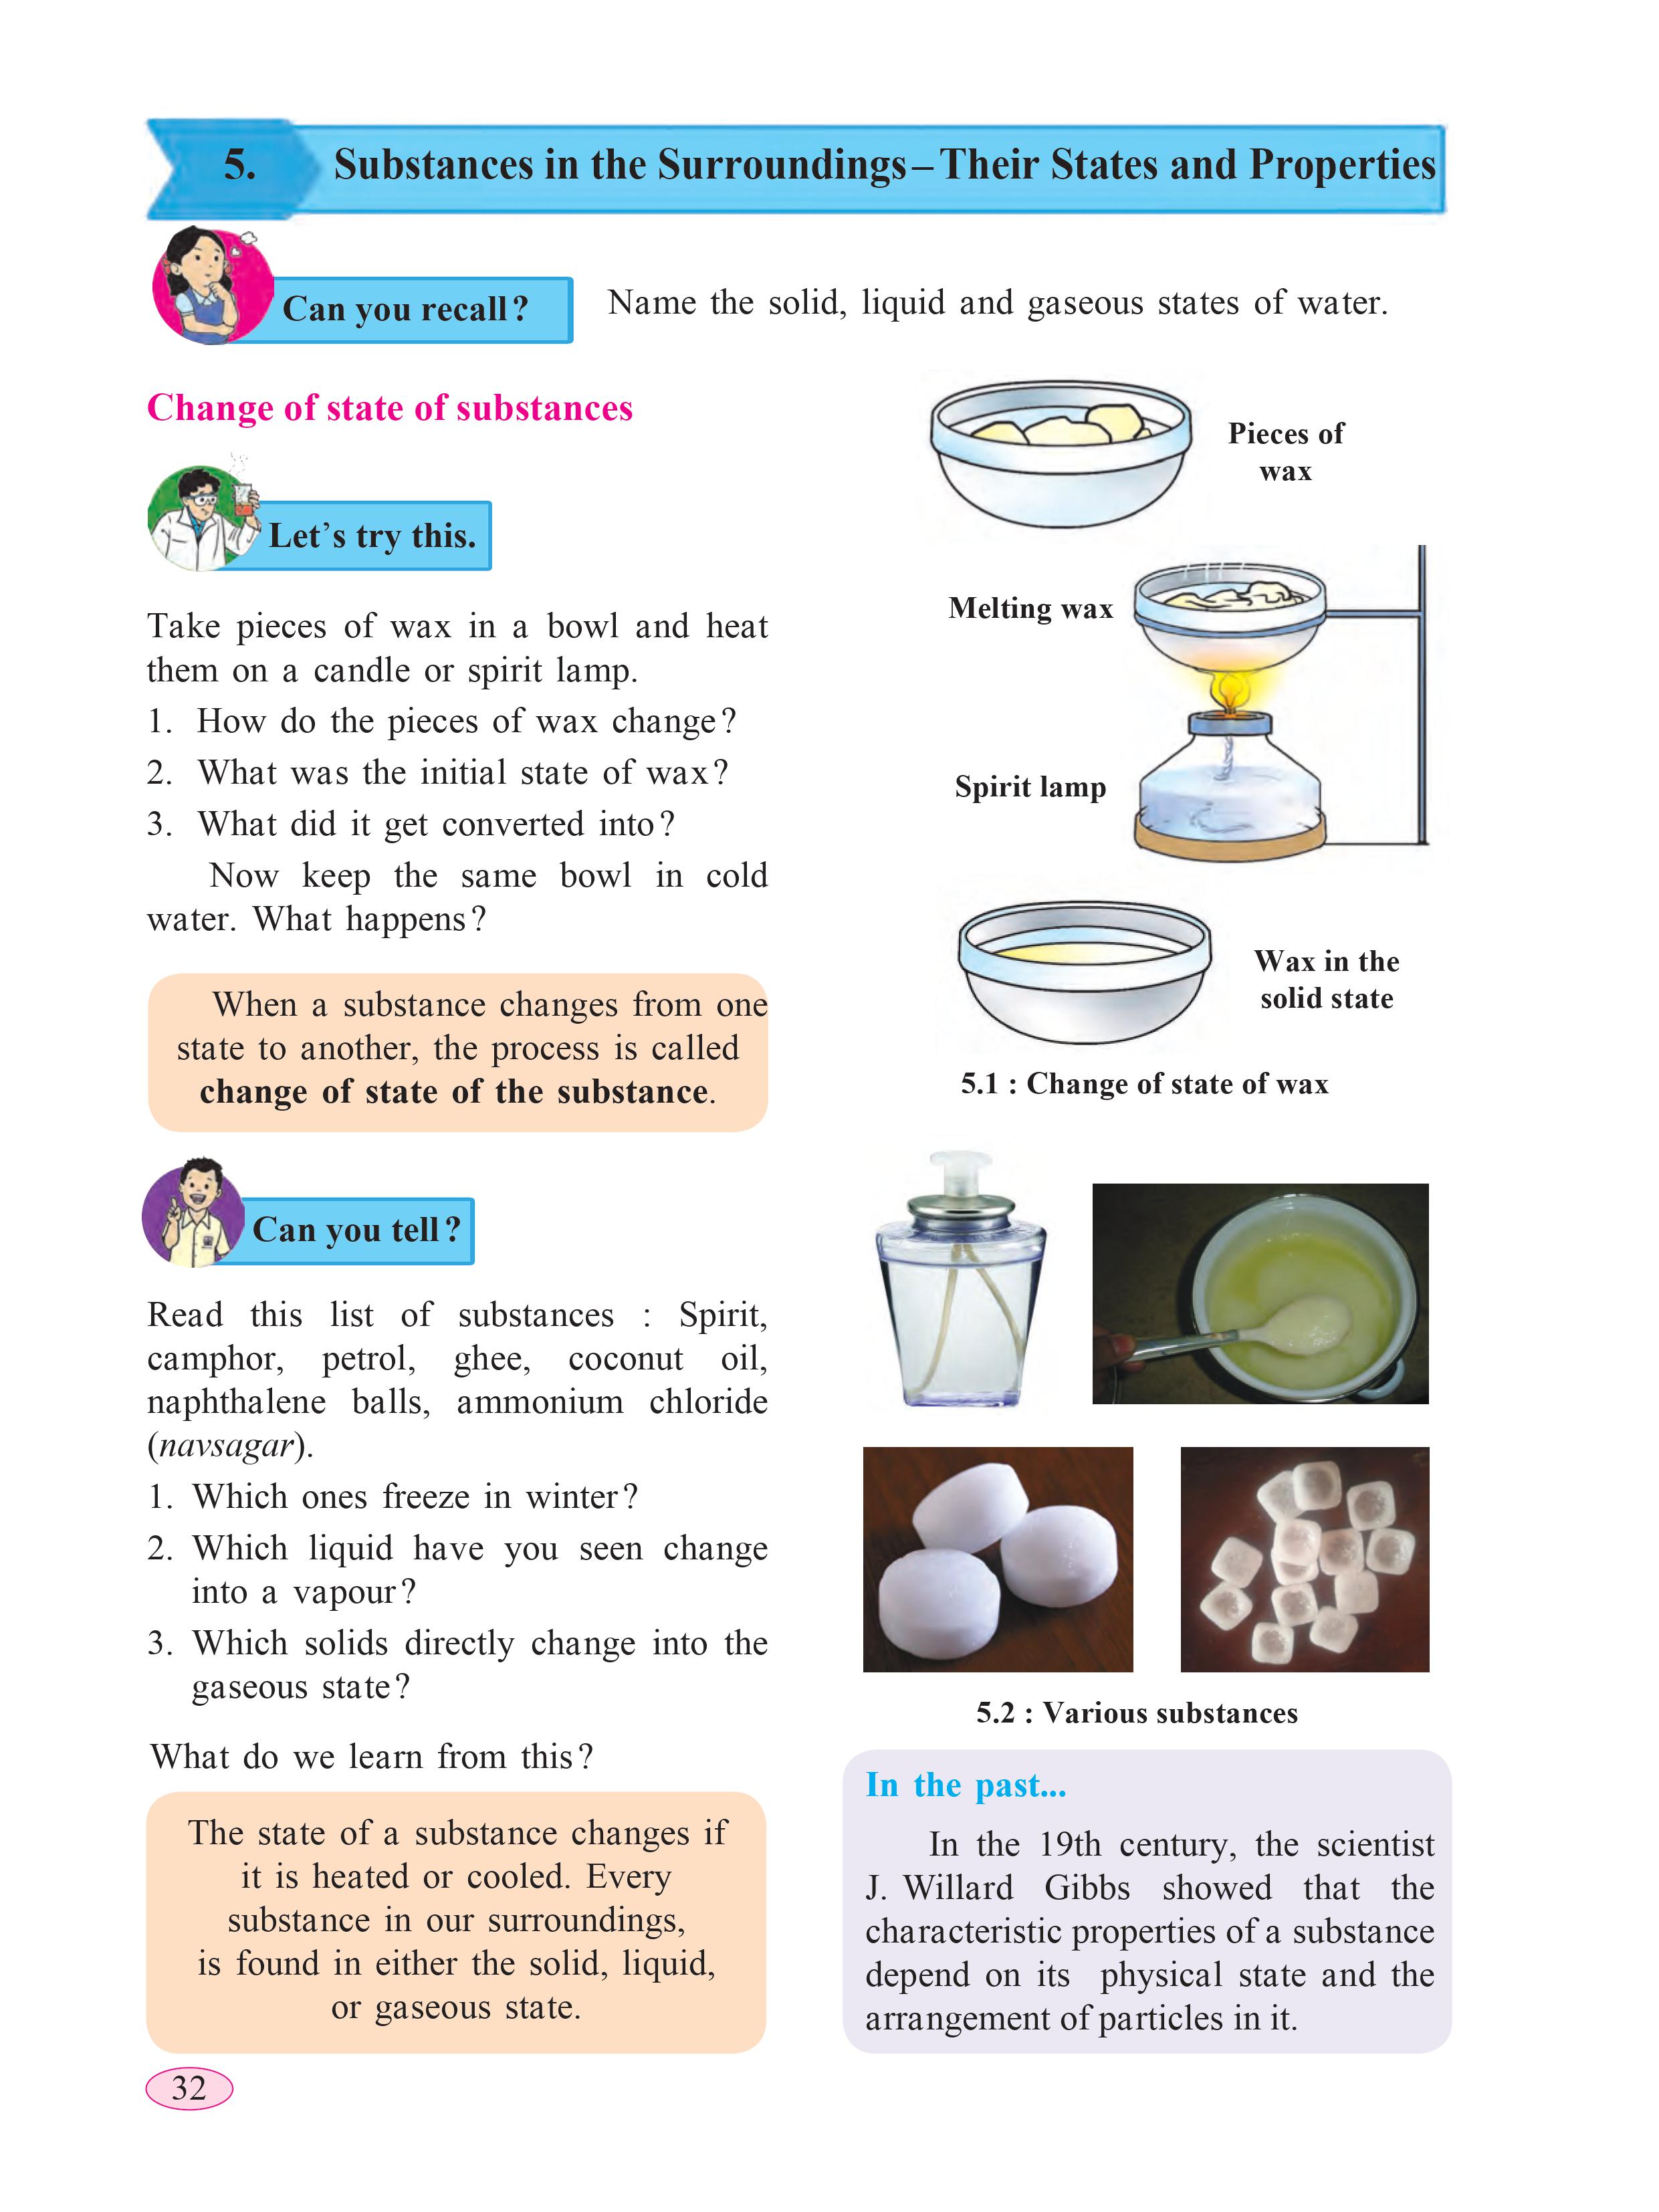 5. Substances in the Surroundings – Their States and Properties
Can you recall?
Name the solid, liquid and gaseous states of water.
Change of state of substances
Let's try this.
Take pieces of wax in a bowl and heat
them on a candle or spirit lamp.
1. How do the pieces of wax change?
2. What was the initial state of wax?
3. What did it get converted into?
Now keep the same bowl in cold
water. What happens?
When a substance changes from one
state to another, the process is called
change of state of the substance.
Can you tell?
Read this list of substances : Spirit,
camphor, petrol, ghee, coconut oil,
naphthalene balls, ammonium chloride
(navsagar).
1. Which ones freeze in winter?
2. Which liquid have you seen change
into a vapour?
3. Which solids directly change into the
gaseous state?
What do we learn from this?
The state of a substance changes if
it is heated or cooled. Every
substance in our surroundings,
is found in either the solid, liquid,
or gaseous state.
Pieces of
wax
Melting wax
Spirit lamp
Wax in the
solid state
5.1 : Change of state of wax
5.2 : Various substances
In the past...
In the 19th century, the scientist
J. Willard Gibbs showed that the
characteristic properties of a substance
depend on its physical state and the
arrangement of particles in it.
32